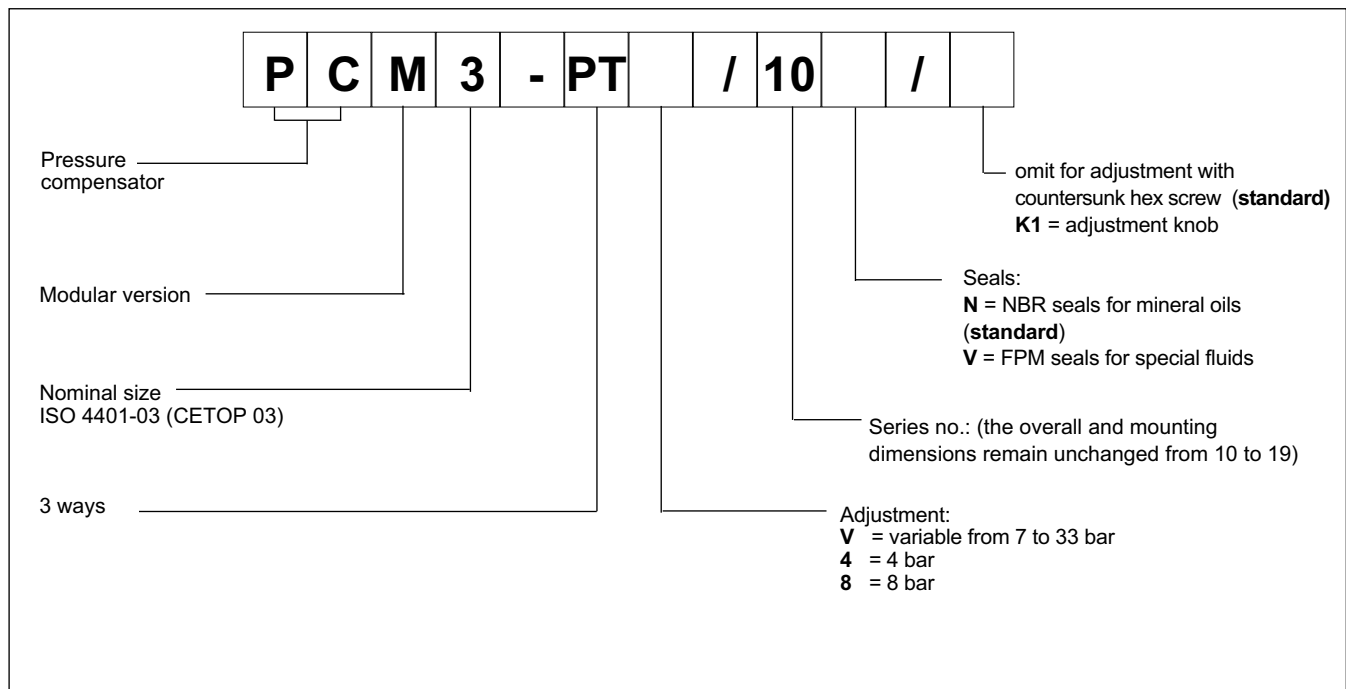 P C M 3 - PT / 10 /
Pressure
compensator
Modular version
Nominal size
ISO 4401-03 (CETOP 03)
3 ways
omit for adjustment with
countersunk hex screw (standard)
K1 = adjustment knob
Seals:
N = NBR seals for mineral oils
(standard)
V = FPM seals for special fluids
Series no.: (the overall and mounting
dimensions remain unchanged from 10 to 19)
Adjustment:
V = variable from 7 to 33 bar
4 = 4 bar
8 = 8 bar